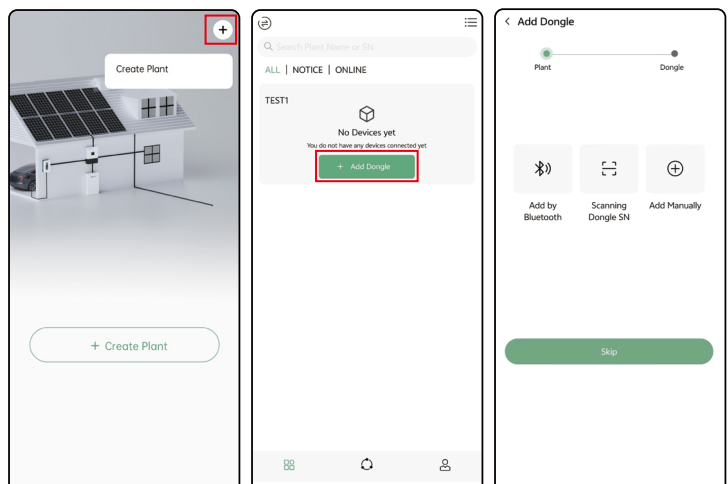 Create Plant
+ Create Plant
Search Plant Name or SN
ALL | NOTICE | ONLINE
TEST1
No Devices yet
You do not have any devices connected yet
+ Add Dongle
< Add Dongle
Plant
Dongle
Add by
Bluetooth
Scanning
Dongle SN
Add Manually
Skip